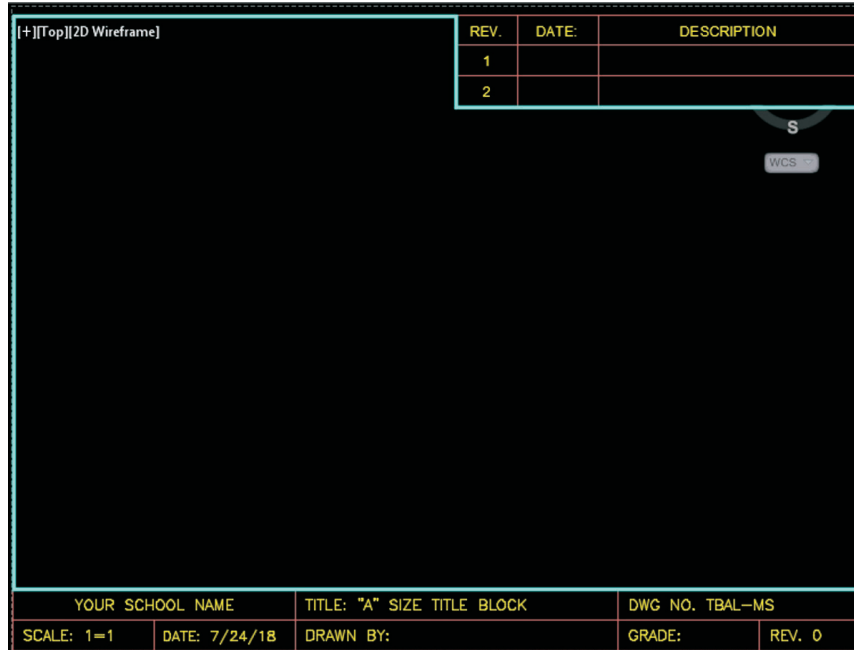 [+][Top][2D Wireframe]
REV. DATE: DESCRIPTION
1
2
S
WCS
YOUR SCHOOL NAME TITLE: "A" SIZE TITLE BLOCK DWG NO. TBAL-MS
SCALE: 1=1 DATE: 7/24/18 DRAWN BY: GRADE: REV. 0